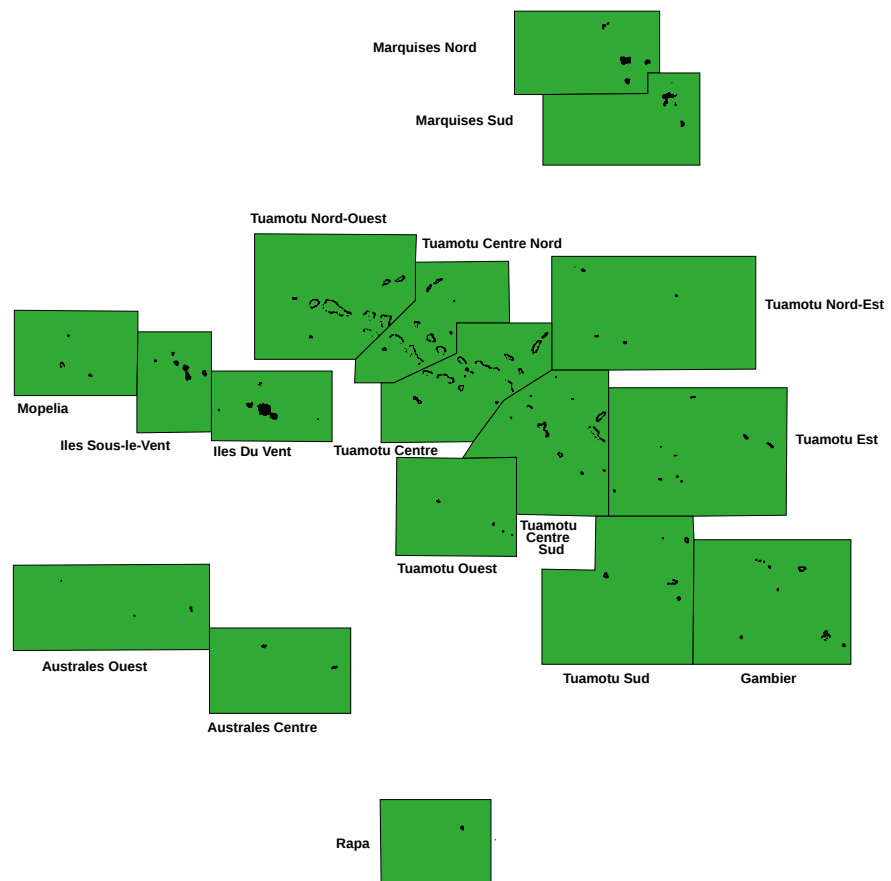 Marquises Nord
Marquises Sud
Tuamotu Nord-Ouest
Tuamotu Centre Nord
Tuamotu Nord-Est
Mopelia
Iles Sous-le-Vent
Iles Du Vent
Tuamotu Centre
Tuamotu Est
Tuamotu
Centre
Sud
Tuamotu Ouest
Australes Ouest
Tuamotu Sud
Gambier
Australes Centre
Rapa